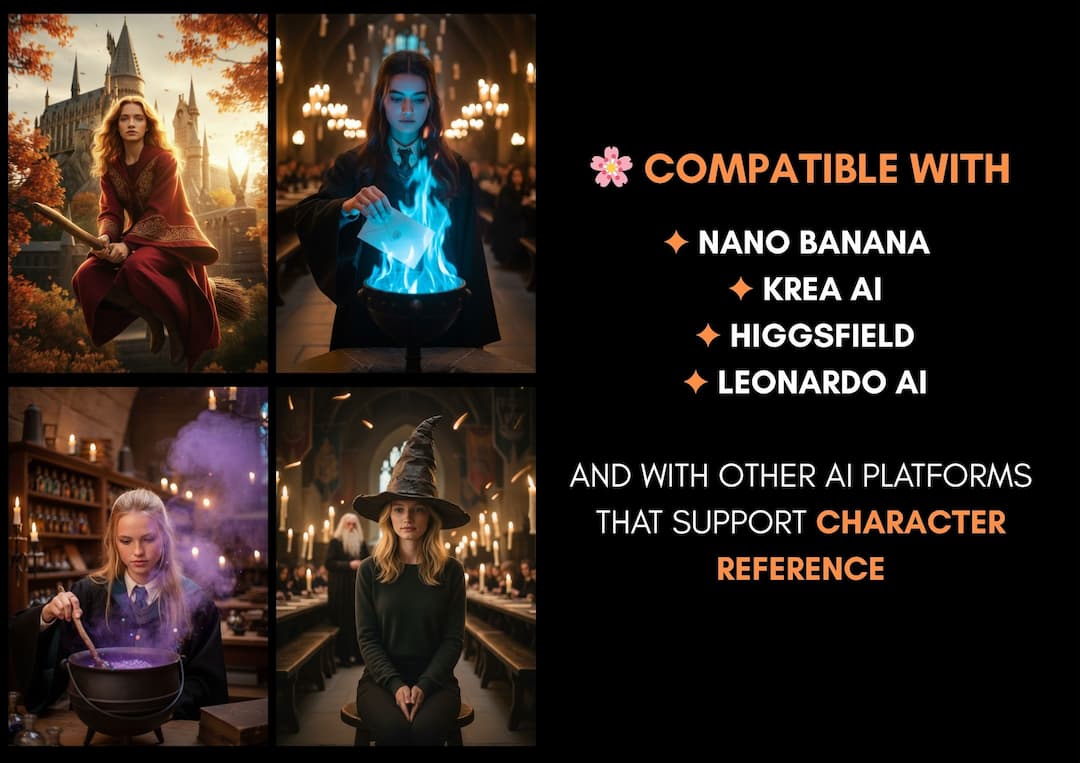 🌸 COMPATIBLE WITH
✦ NANO BANANA
✦ KREA AI
✦ HIGGSFIELD
✦ LEONARDO AI
AND WITH OTHER AI PLATFORMS
THAT SUPPORT CHARACTER
REFERENCE